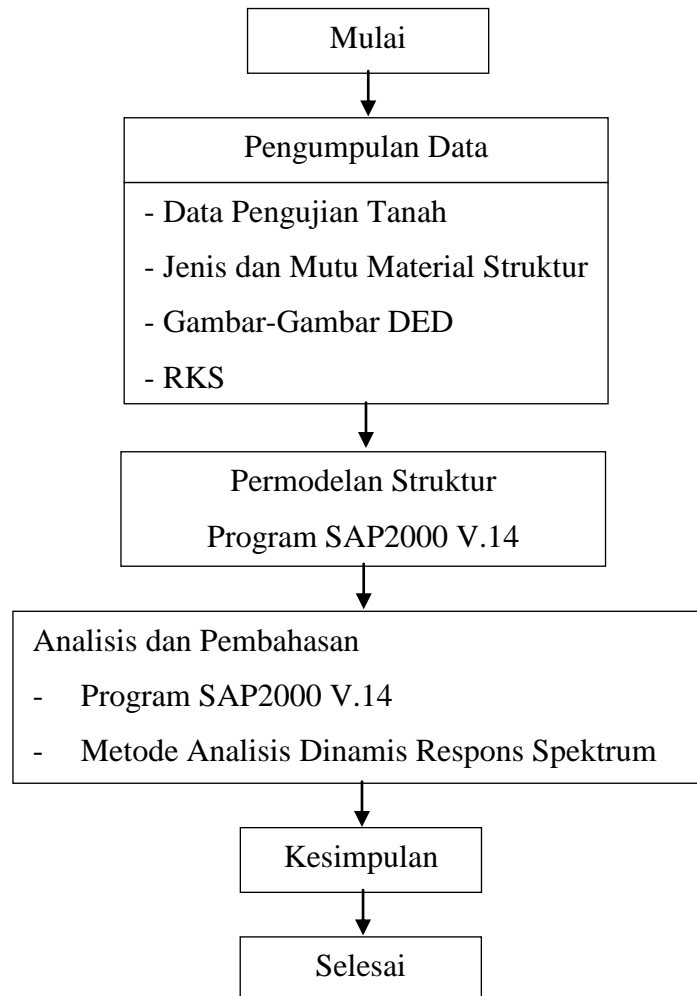 Mulai
Pengumpulan Data
- Data Pengujian Tanah
- Jenis dan Mutu Material Struktur
- Gambar-Gambar DED
- RKS
Permodelan Struktur
Program SAP2000 V.14
Analisis dan Pembahasan
- Program SAP2000 V.14
- Metode Analisis Dinamis Respons Spektrum
Kesimpulan
Selesai